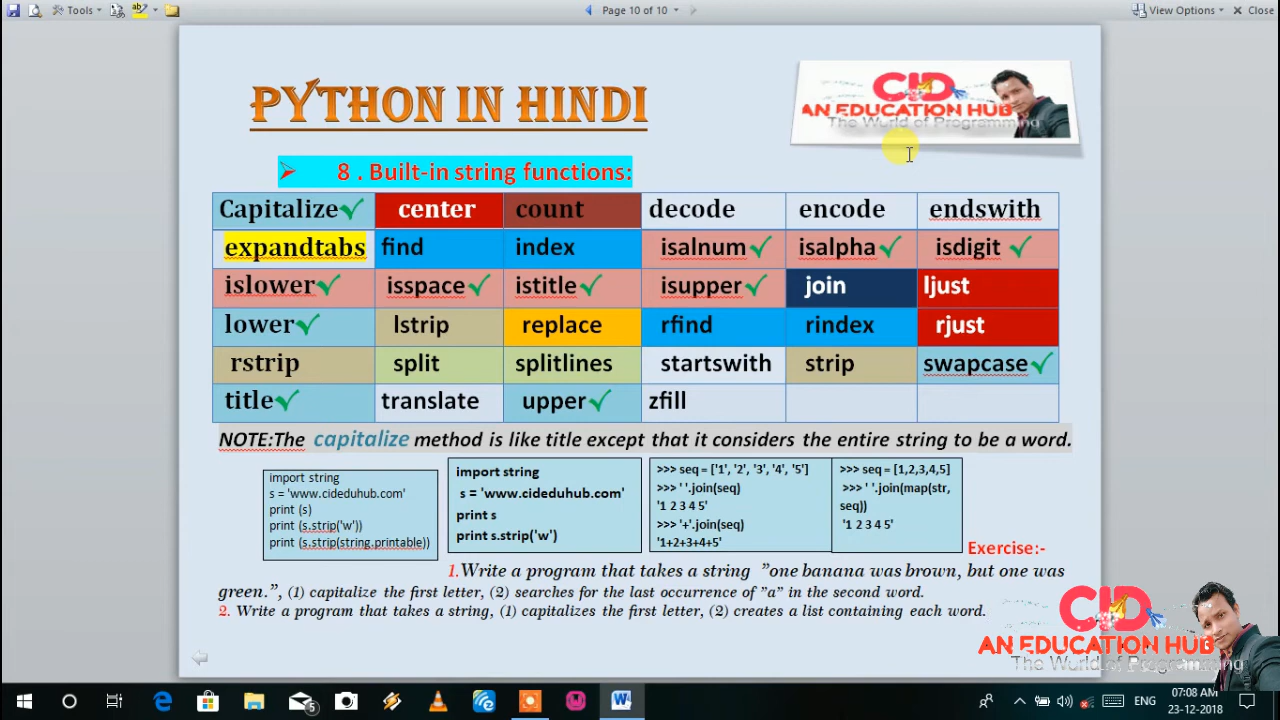 Tools
Page 10 of 10
View Options
Close
PYTHON IN HINDI
CID
AN EDUCATION HUB
The World of Programming
8 . Built-in string functions:
Capitalize✓ center count decode encode endswith
expandtabs find index isalnum✓ isalpha✓ isdigit✓
islower✓ isspace✓ istitle✓ isupper✓ join ljust
lower✓ lstrip replace rfind rindex rjust
rstrip split splitlines startswith strip swapcase✓
title✓ translate upper✓ zfill
NOTE:The capitalize method is like title except that it considers the entire string to be a word.
import string
s = 'www.cideduhub.com'
print (s)
print (s.strip('w'))
print (s.strip(string.printable))
import string
s = 'www.cideduhub.com'
print s
print s.strip('w')
>>> seq = ['1', '2', '3', '4', '5']
>>> ' '.join(seq)
'1 2 3 4 5'
>>> '+'.join(seq)
'1+2+3+4+5'
>>> seq = [1,2,3,4,5]
>>> ' '.join(map(str,
seq))
'1 2 3 4 5'
Exercise:-
1.Write a program that takes a string ”one banana was brown, but one was
green.”, (1) capitalize the first letter, (2) searches for the last occurrence of ”a” in the second word.
2. Write a program that takes a string, (1) capitalizes the first letter, (2) creates a list containing each word.
CID
AN EDUCATION HUB
The World of Programming
5
ENG
07:08 AM
23-12-2018